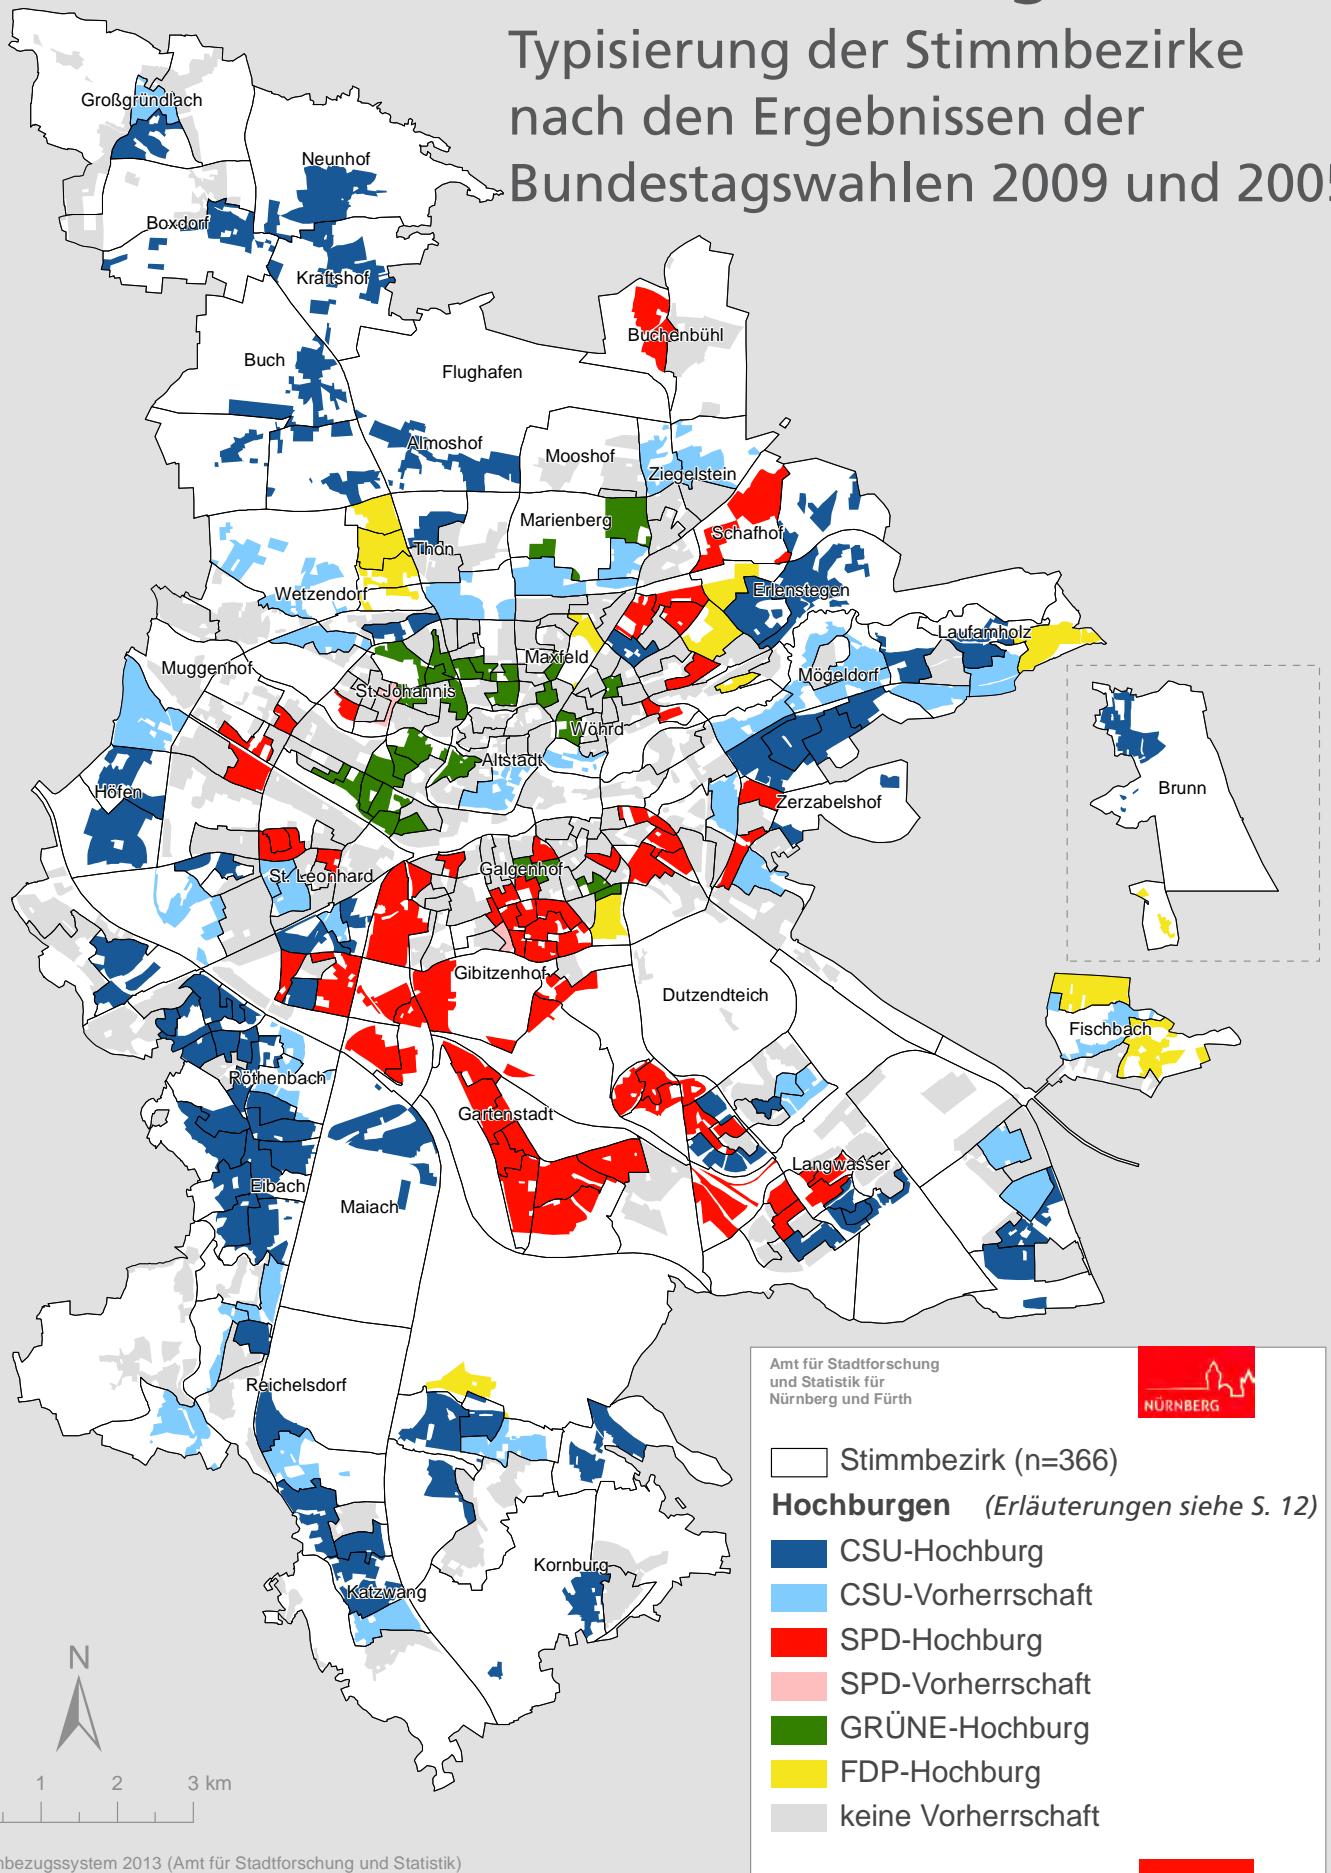 Typisierung der Stimmbezirke
nach den Ergebnissen der
Bundestagswahlen 2009 und 2005
Großgründlach
Neunhof
Boxdorf
Kraftshof
Buchenbühl
Buch
Flughafen
Almoshof
Mooshof
Ziegelstein
Marienberg
Schafhof
Thon
Wetzendorf
Erlenstegen
Laufamholz
Maxfeld
Muggenhof
Mögeldorf
St. Johannis
Wöhrd
Altstadt
Höfen
Zerzabelshof
Brunn
St. Leonhard
Galgenhof
Gibitzenhof
Dutzendteich
Fischbach
Röthenbach
Gartenstadt
Langwasser
Eibach
Maiach
Reichelsdorf
Kornburg
Katzwang
Amt für Stadtforschung
und Statistik für
Nürnberg und Fürth
NÜRNBERG
Stimmbezirk (n=366)
Hochburgen (Erläuterungen siehe S. 12)
CSU-Hochburg
CSU-Vorherrschaft
SPD-Hochburg
SPD-Vorherrschaft
GRÜNE-Hochburg
FDP-Hochburg
keine Vorherrschaft
N
1 2 3 km
nbezugssystem 2013 (Amt für Stadtforschung und Statistik)